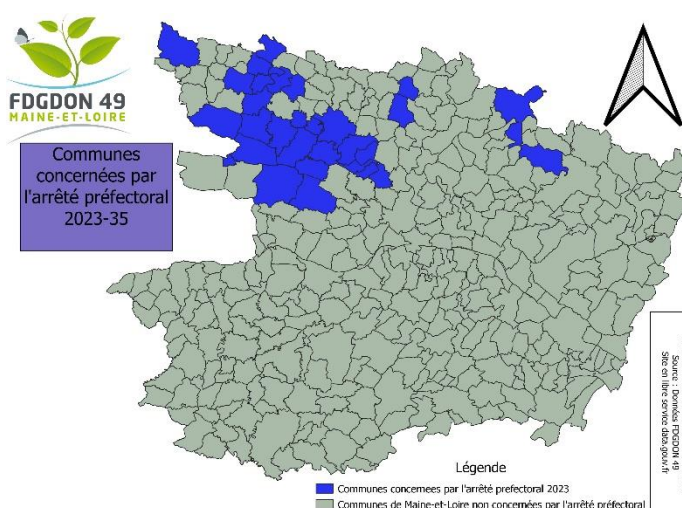 FDGDON 49
MAINE-ET-LOIRE
Communes
concernées par
l'arrêté préfectoral
2023-35
Source : Données FDGDON 49
Site en libre service data.gouv.fr
Légende
Communes concernees par l'arrêté prefectoral 2023
Communes de Maine-et-Loire non concernées par l'arrêté préfectoral